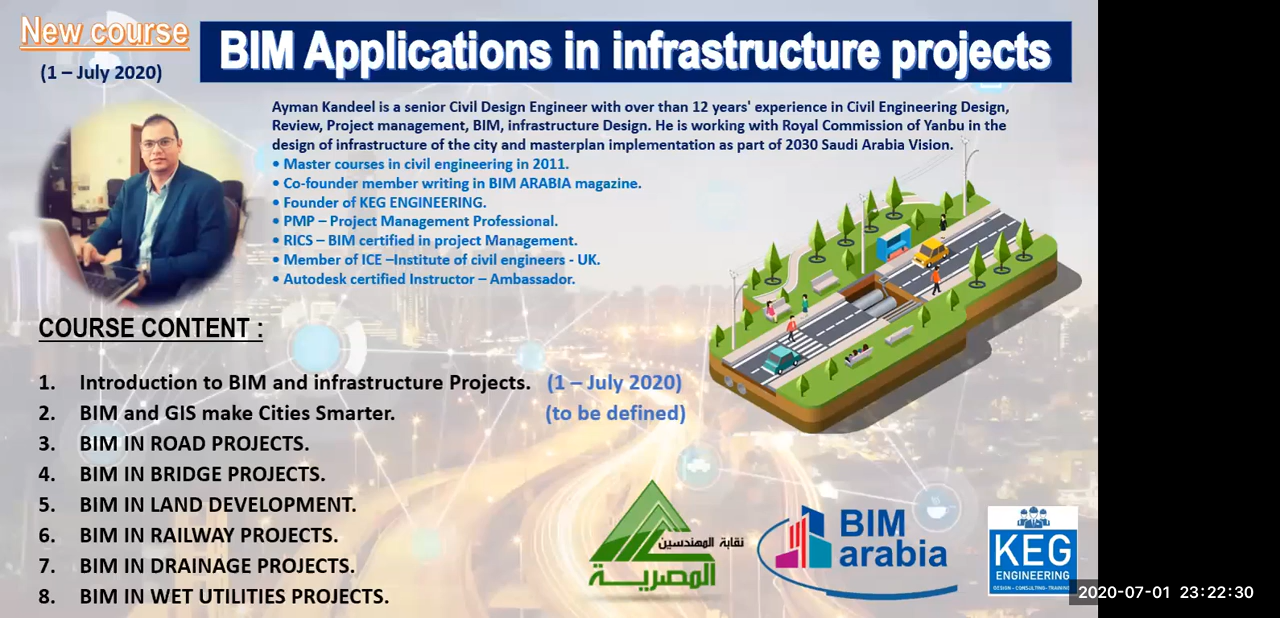 New course
(1 – July 2020)
BIM Applications in infrastructure projects
Ayman Kandeel is a senior Civil Design Engineer with over than 12 years' experience in Civil Engineering Design,
Review, Project management, BIM, infrastructure Design. He is working with Royal Commission of Yanbu in the
design of infrastructure of the city and masterplan implementation as part of 2030 Saudi Arabia Vision.
• Master courses in civil engineering in 2011.
• Co-founder member writing in BIM ARABIA magazine.
• Founder of KEG ENGINEERING.
• PMP – Project Management Professional.
• RICS – BIM certified in project Management.
• Member of ICE –Institute of civil engineers - UK.
• Autodesk certified Instructor – Ambassador.
COURSE CONTENT :
1. Introduction to BIM and infrastructure Projects. (1 – July 2020)
2. BIM and GIS make Cities Smarter. (to be defined)
3. BIM IN ROAD PROJECTS.
4. BIM IN BRIDGE PROJECTS.
5. BIM IN LAND DEVELOPMENT.
6. BIM IN RAILWAY PROJECTS.
7. BIM IN DRAINAGE PROJECTS.
8. BIM IN WET UTILITIES PROJECTS.
نقابة المهندسين
المصرية
BIM
arabia
KEG
ENGINEERING
DESIGN - CONSULTING - TRAINING
2020-07-01 23:22:30